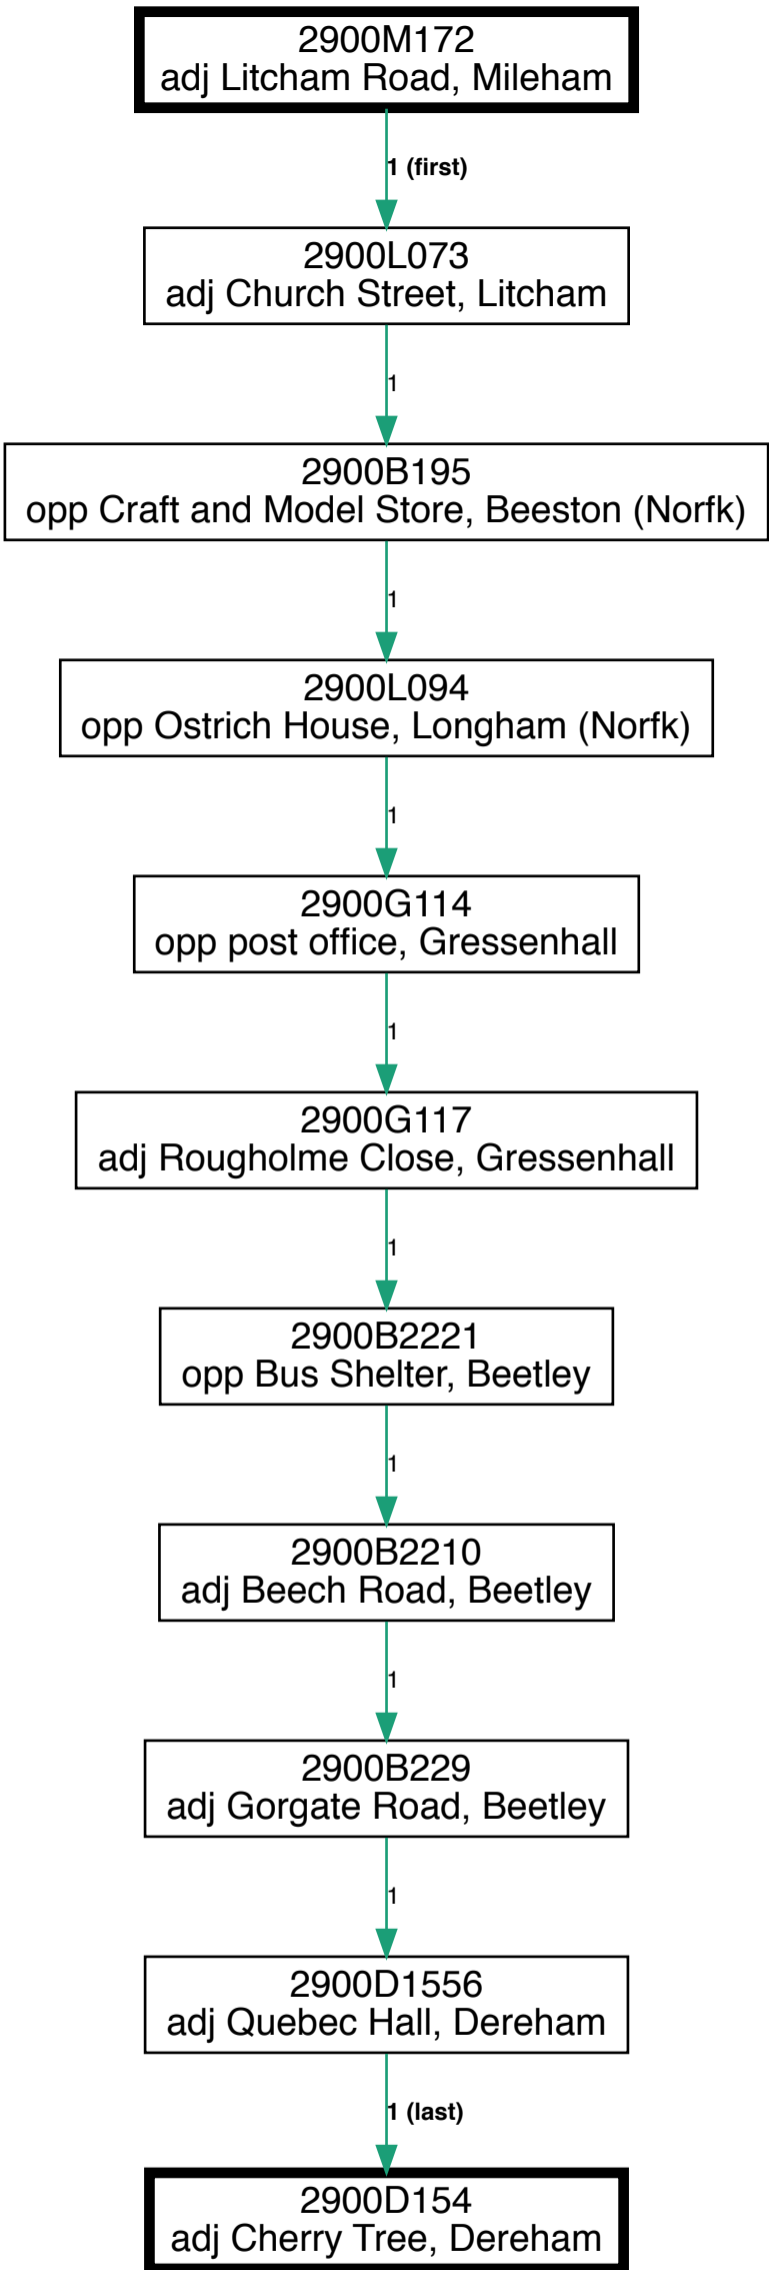 2900M172
adj Litcham Road, Mileham
1 (first)
2900L073
adj Church Street, Litcham
1
2900B195
opp Craft and Model Store, Beeston (Norfk)
1
2900L094
opp Ostrich House, Longham (Norfk)
1
2900G114
opp post office, Gressenhall
1
2900G117
adj Rougholme Close, Gressenhall
1
2900B2221
opp Bus Shelter, Beetley
1
2900B2210
adj Beech Road, Beetley
1
2900B229
adj Gorgate Road, Beetley
1
2900D1556
adj Quebec Hall, Dereham
1 (last)
2900D154
adj Cherry Tree, Dereham